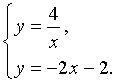 y = 4/x,
y = -2x - 2.